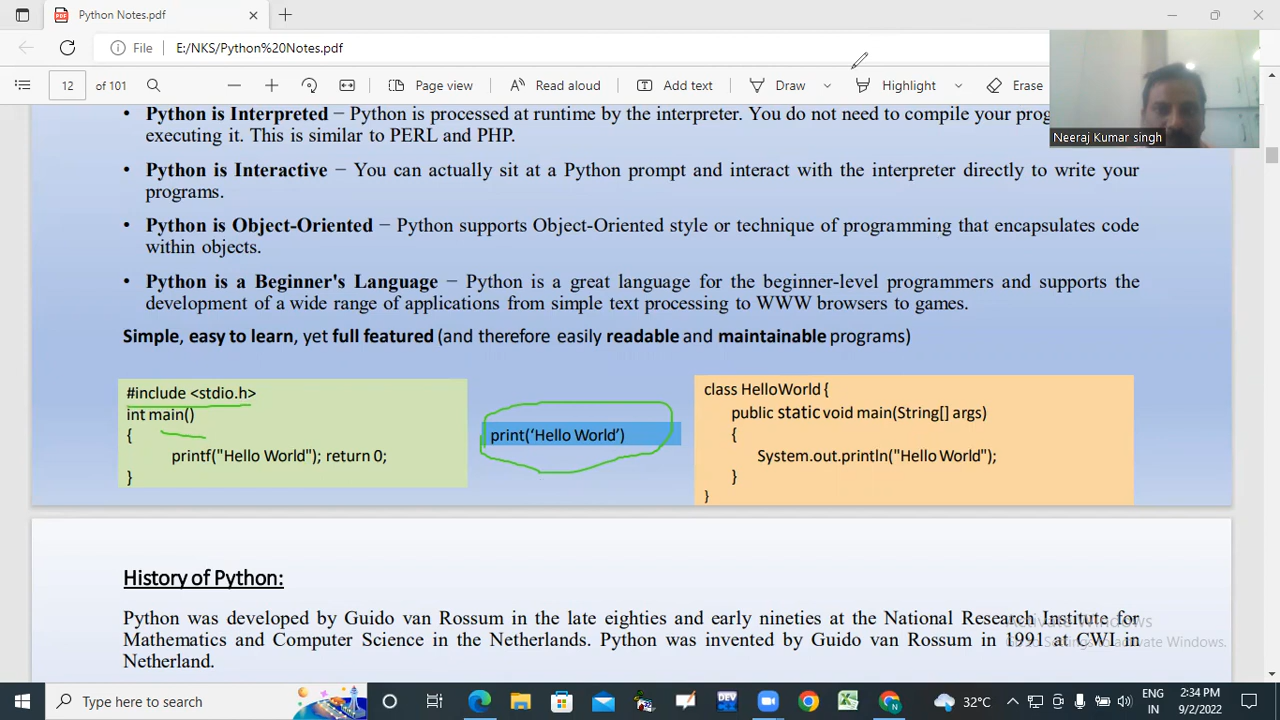 Python Notes.pdf
File E:/NKS/Python%20Notes.pdf
12 of 101 Page view Read aloud Add text Draw Highlight Erase
Neeraj Kumar singh
• Python is Interpreted − Python is processed at runtime by the interpreter. You do not need to compile your
executing it. This is similar to PERL and PHP.
• Python is Interactive − You can actually sit at a Python prompt and interact with the interpreter directly to write your
programs.
• Python is Object-Oriented − Python supports Object-Oriented style or technique of programming that encapsulates code
within objects.
• Python is a Beginner's Language − Python is a great language for the beginner-level programmers and supports the
development of a wide range of applications from simple text processing to WWW browsers to games.
Simple, easy to learn, yet full featured (and therefore easily readable and maintainable programs)
#include <stdio.h>
int main()
{
printf("Hello World"); return 0;
}
print(‘Hello World’)
class HelloWorld {
public static void main(String[] args)
{
System.out.println("Hello World");
}
}
History of Python:
Python was developed by Guido van Rossum in the late eighties and early nineties at the National Research Institute for
Mathematics and Computer Science in the Netherlands. Python was invented by Guido van Rossum in 1991 at CWI in
Netherland.
Activate Windows
Go to Settings to activate Windows.
Type here to search
32°C
ENG
IN
2:34 PM
9/2/2022